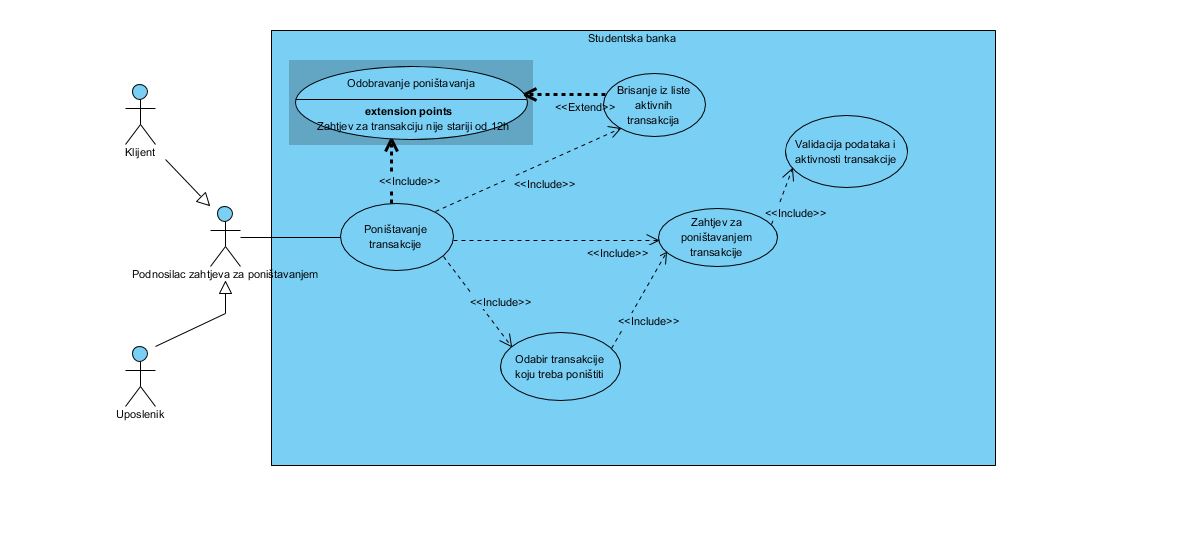 Studentska banka
Odobravanje poništavanja
extension points
Zahtjev za transakciju nije stariji od 12h
<<Extend>>
Brisanje iz liste
aktivnih
transakcija
Validacija podataka i
aktivnosti transakcije
Klijent
<<Include>>
<<Include>>
<<Include>>
Poništavanje
transakcije
Zahtjev za
poništavanjem
transakcije
<<Include>>
Podnosilac zahtjeva za poništavanjem
<<Include>>
<<Include>>
Odabir transakcije
koju treba poništiti
Uposlenik